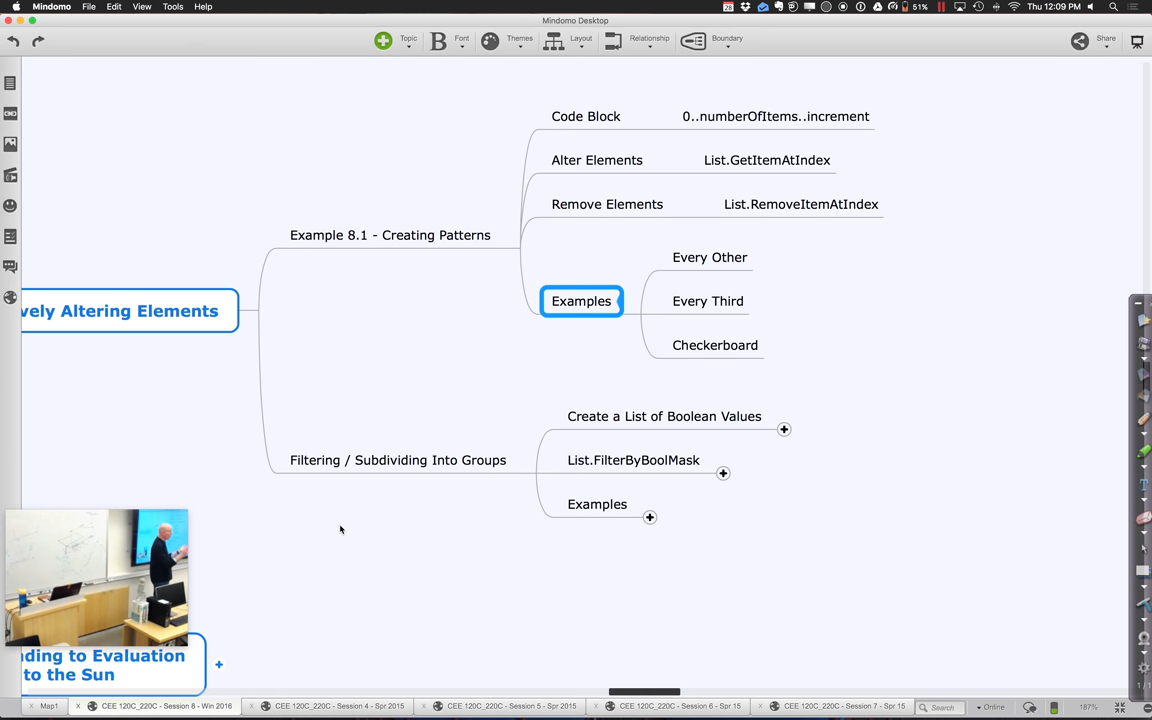 Mindomo File Edit View Tools Help
28
51%
Thu 12:09 PM
Mindomo Desktop
Topic
B Font
Themes
Layout
Relationship
Boundary
Share
Code Block 0..numberOfItems..increment
Alter Elements List.GetItemAtIndex
Remove Elements List.RemoveItemAtIndex
Example 8.1 - Creating Patterns
Every Other
Examples Every Third
Checkerboard
vely Altering Elements
Create a List of Boolean Values
Filtering / Subdividing Into Groups List.FilterByBoolMask
Examples
ding to Evaluation
to the Sun
Map1
CEE 120C_220C - Session 8 - Win 2016
CEE 120C_220C - Session 4 - Spr 2015
CEE 120C_220C - Session 5 - Spr 2015
CEE 120C_220C - Session 6 - Spr 15
CEE 120C_220C - Session 7 - Spr 15
Search
Online
187%